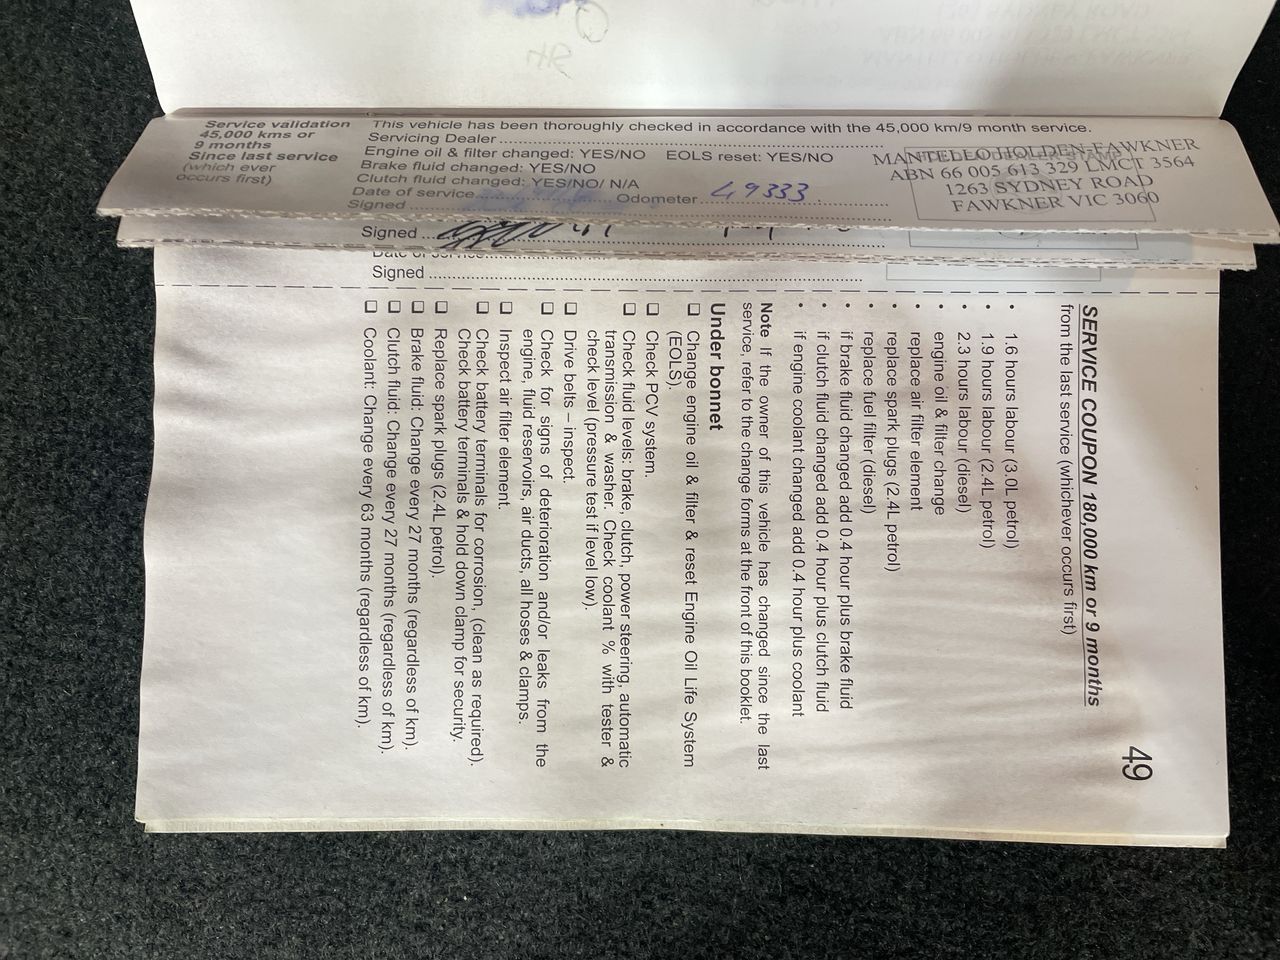 Service validation
45,000 kms or
9 months
Since last service
(which ever
occurs first)
This vehicle has been thoroughly checked in accordance with the 45,000 km/9 month service.
Servicing Dealer
Engine oil & filter changed: YES/NO EOLS reset: YES/NO
Brake fluid changed: YES/NO
Clutch fluid changed: YES/NO/ N/A
Date of service Odometer 49333
Signed
MANTELLO HOLDEN-FAWKNER
ABN 66 005 613 329 LMCT 3564
1263 SYDNEY ROAD
FAWKNER VIC 3060
Signed
Date of service
Signed
49
SERVICE COUPON 180,000 km or 9 months
from the last service (whichever occurs first)
• 1.6 hours labour (3.0L petrol)
• 1.9 hours labour (2.4L petrol)
• 2.3 hours labour (diesel)
• engine oil & filter change
• replace air filter element
• replace spark plugs (2.4L petrol)
• replace fuel filter (diesel)
• if brake fluid changed add 0.4 hour plus brake fluid
• if clutch fluid changed add 0.4 hour plus clutch fluid
• if engine coolant changed add 0.4 hour plus coolant
Note If the owner of this vehicle has changed since the last
service, refer to the change forms at the front of this booklet.
Under bonnet
❑ Change engine oil & filter & reset Engine Oil Life System
(EOLS).
❑ Check PCV system.
❑ Check fluid levels: brake, clutch, power steering, automatic
transmission & washer. Check coolant % with tester &
check level (pressure test if level low).
❑ Drive belts – inspect.
❑ Check for signs of deterioration and/or leaks from the
engine, fluid reservoirs, air ducts, all hoses & clamps.
❑ Inspect air filter element.
❑ Check battery terminals for corrosion, (clean as required).
Check battery terminals & hold down clamp for security.
❑ Replace spark plugs (2.4L petrol).
❑ Brake fluid: Change every 27 months (regardless of km).
❑ Clutch fluid: Change every 27 months (regardless of km).
❑ Coolant: Change every 63 months (regardless of km).